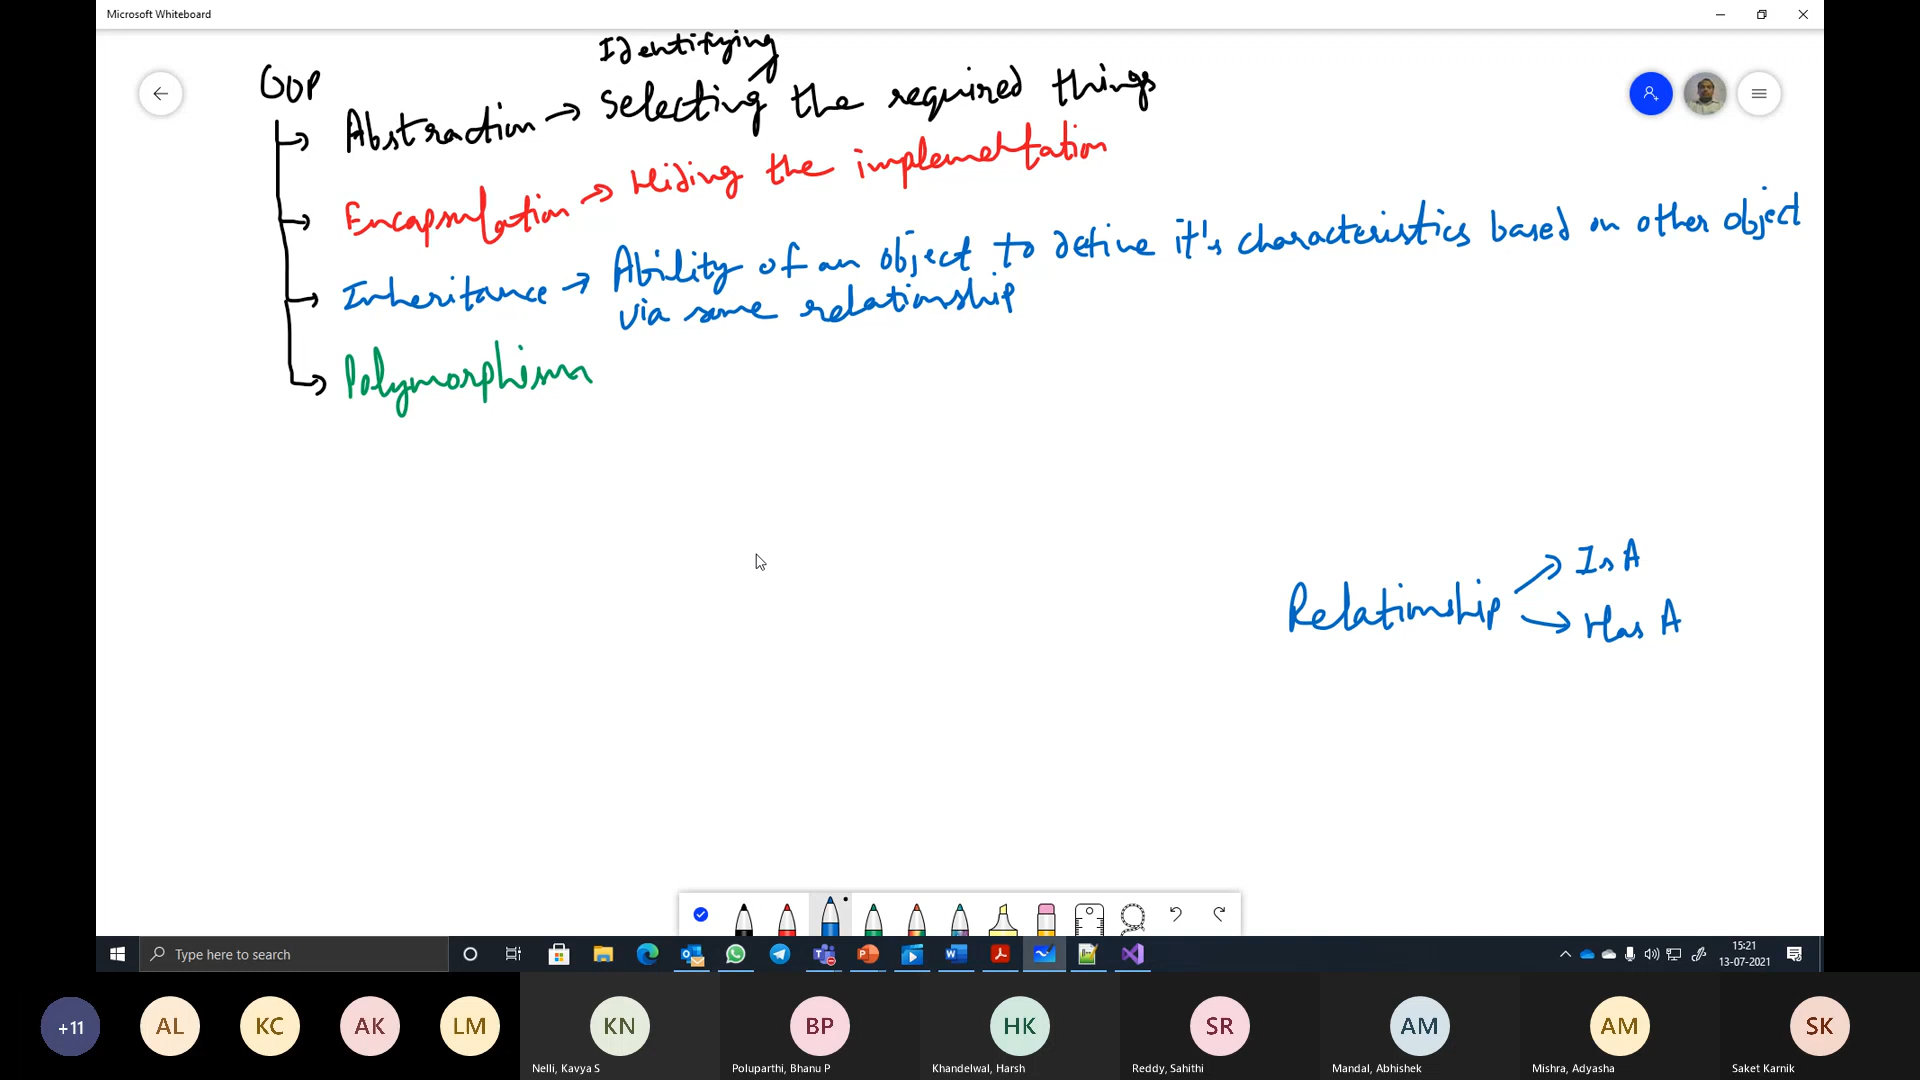 Microsoft Whiteboard
Identifying
OOP
Abstraction → Selecting the required things
Encapsulation → Hiding the implementation
Inheritance → Ability of an object to define it's characteristics based on other object
via some relationship
Polymorphism
Is A
Relationship
Has A
Type here to search
15:21
13-07-2021
+11
AL
KC
AK
LM
KN
BP
HK
SR
AM
AM
SK
Nelli, Kavya S
Poluparthi, Bhanu P
Khandelwal, Harsh
Reddy, Sahithi
Mandal, Abhishek
Mishra, Adyasha
Saket Karnik